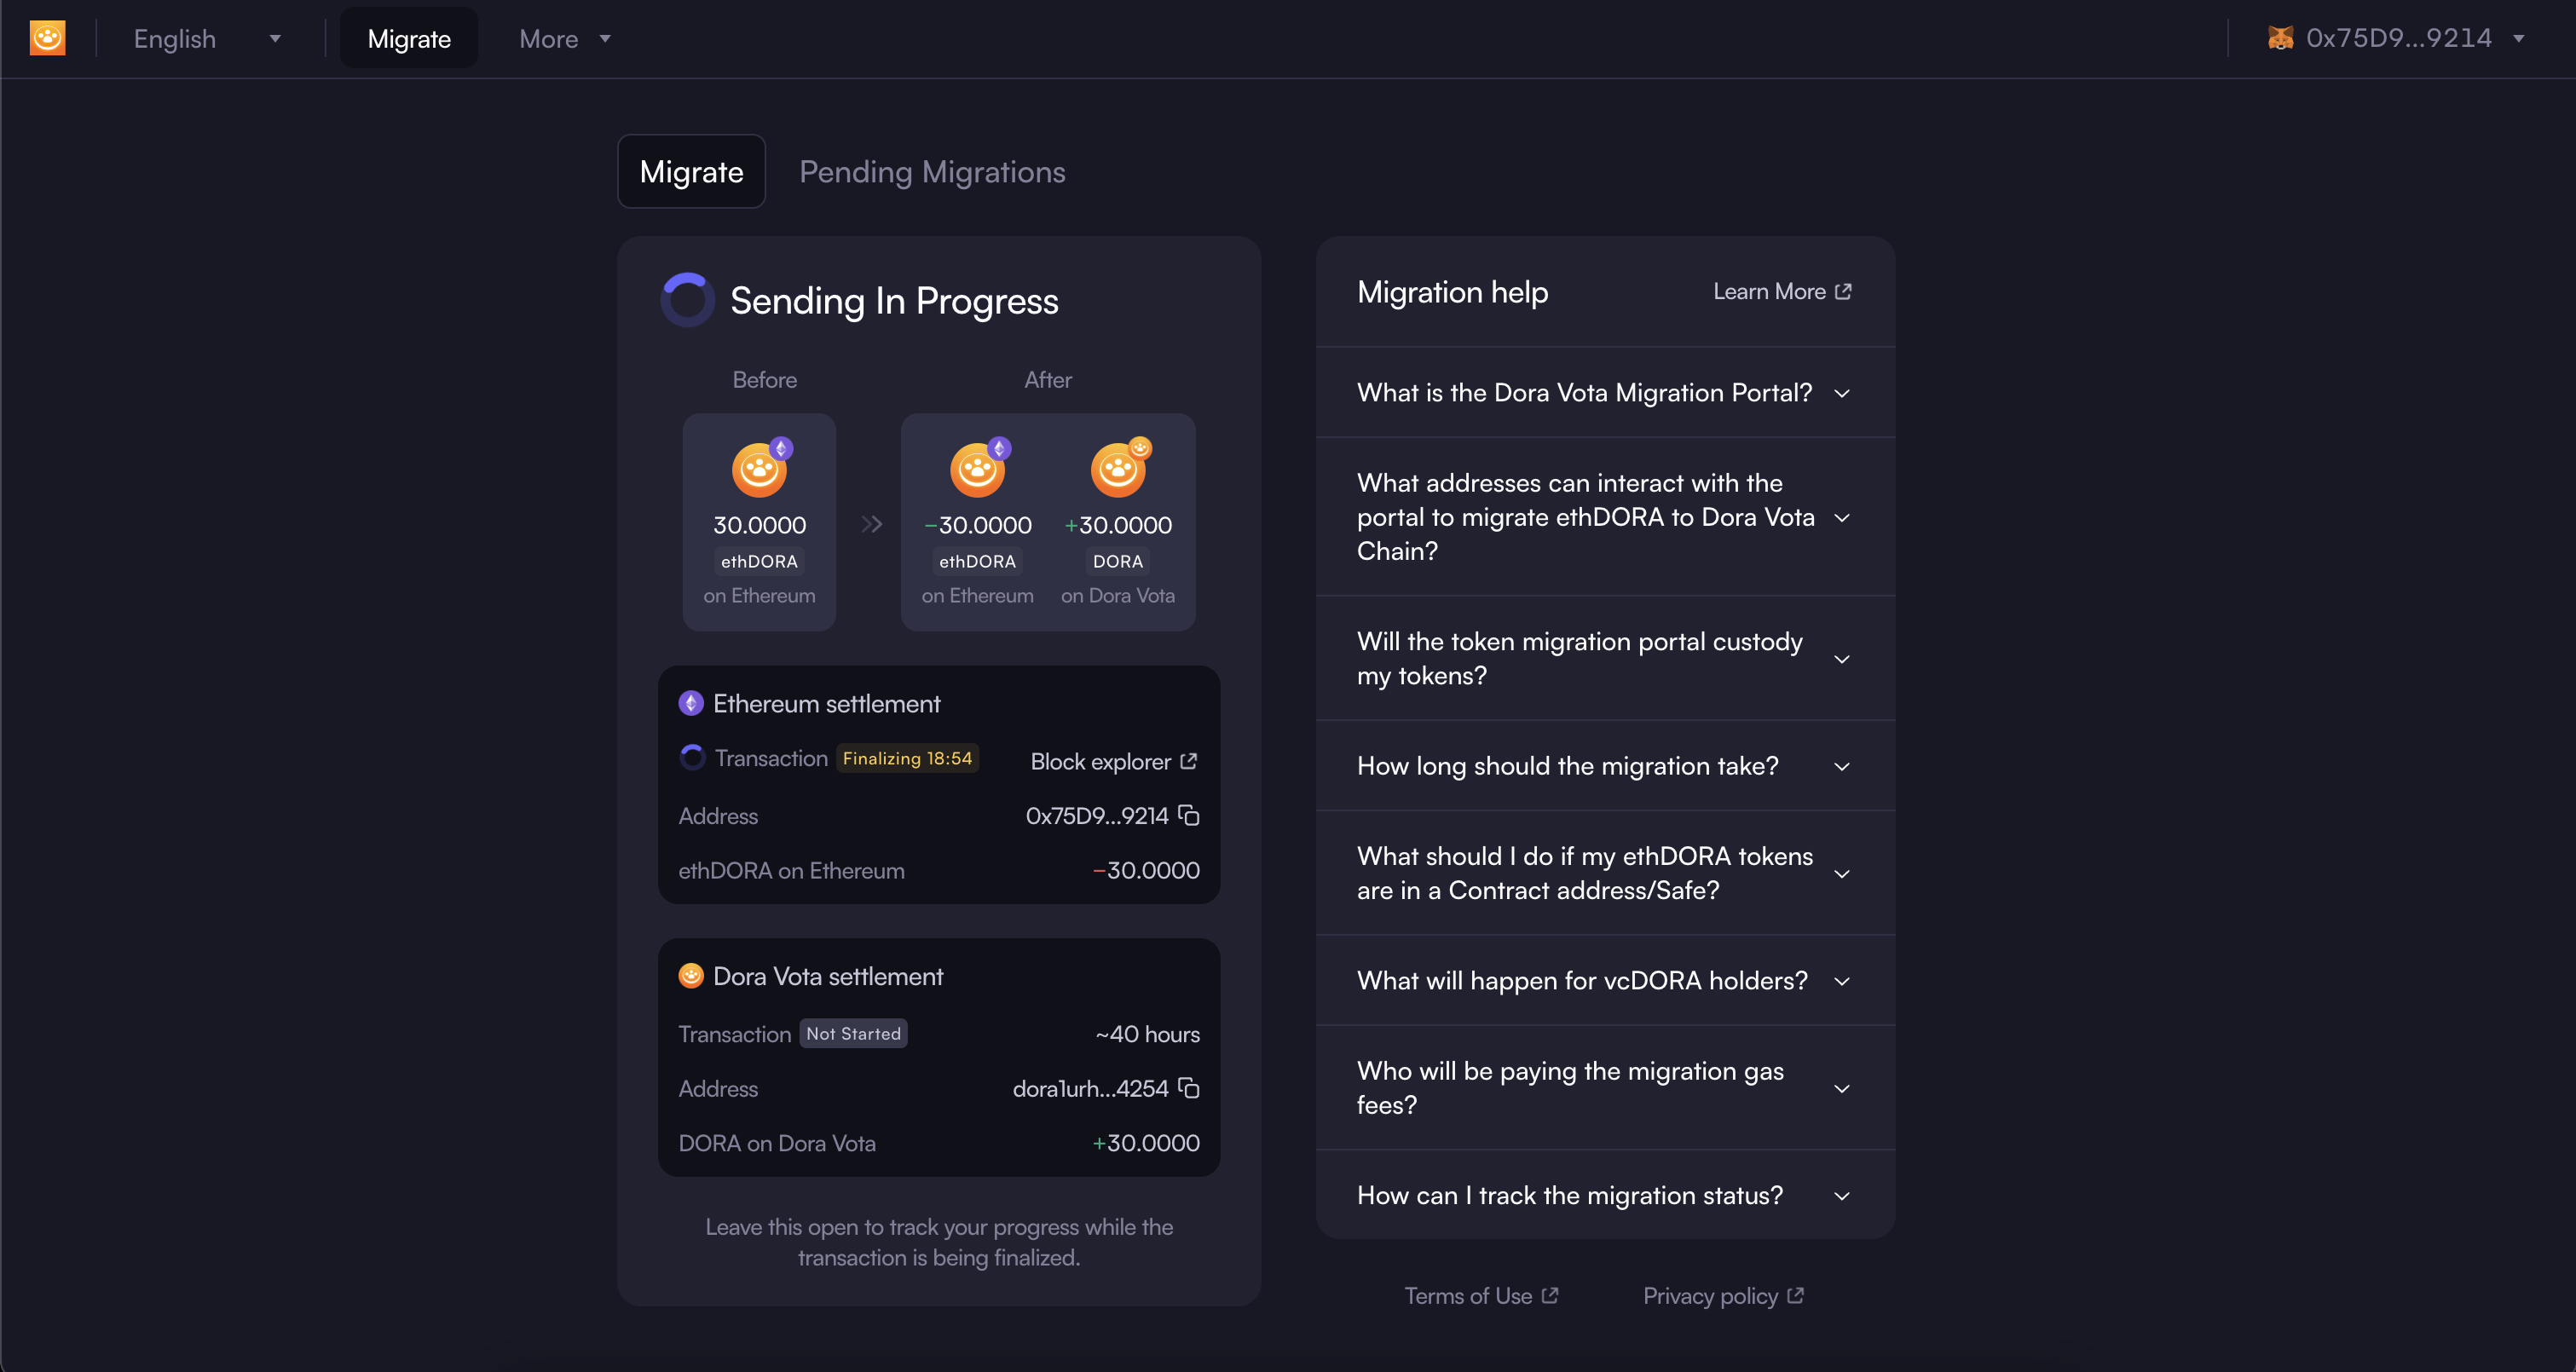 English
Migrate
More
0x75D9...9214
Migrate
Pending Migrations
Sending In Progress
Before
After
30.0000
ethDORA
on Ethereum
−30.0000
ethDORA
on Ethereum
+30.0000
DORA
on Dora Vota
Ethereum settlement
Transaction Finalizing 18:54 Block explorer
Address 0x75D9...9214
ethDORA on Ethereum −30.0000
Dora Vota settlement
Transaction Not Started ~40 hours
Address dora1urh...4254
DORA on Dora Vota +30.0000
Leave this open to track your progress while the
transaction is being finalized.
Migration help
Learn More
What is the Dora Vota Migration Portal?
What addresses can interact with the
portal to migrate ethDORA to Dora Vota
Chain?
Will the token migration portal custody
my tokens?
How long should the migration take?
What should I do if my ethDORA tokens
are in a Contract address/Safe?
What will happen for vcDORA holders?
Who will be paying the migration gas
fees?
How can I track the migration status?
Terms of Use
Privacy policy